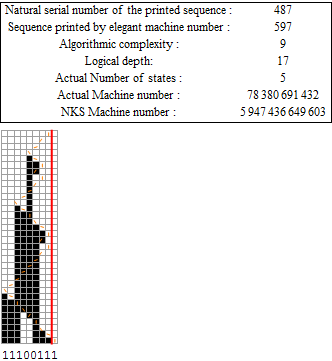 Natural serial number of the printed sequence : 487
Sequence printed by elegant machine number : 597
Algorithmic complexity : 9
Logical depth: 17
Actual Number of states : 5
Actual Machine number : 78 380 691 432
NKS Machine number : 5 947 436 649 603
11100111